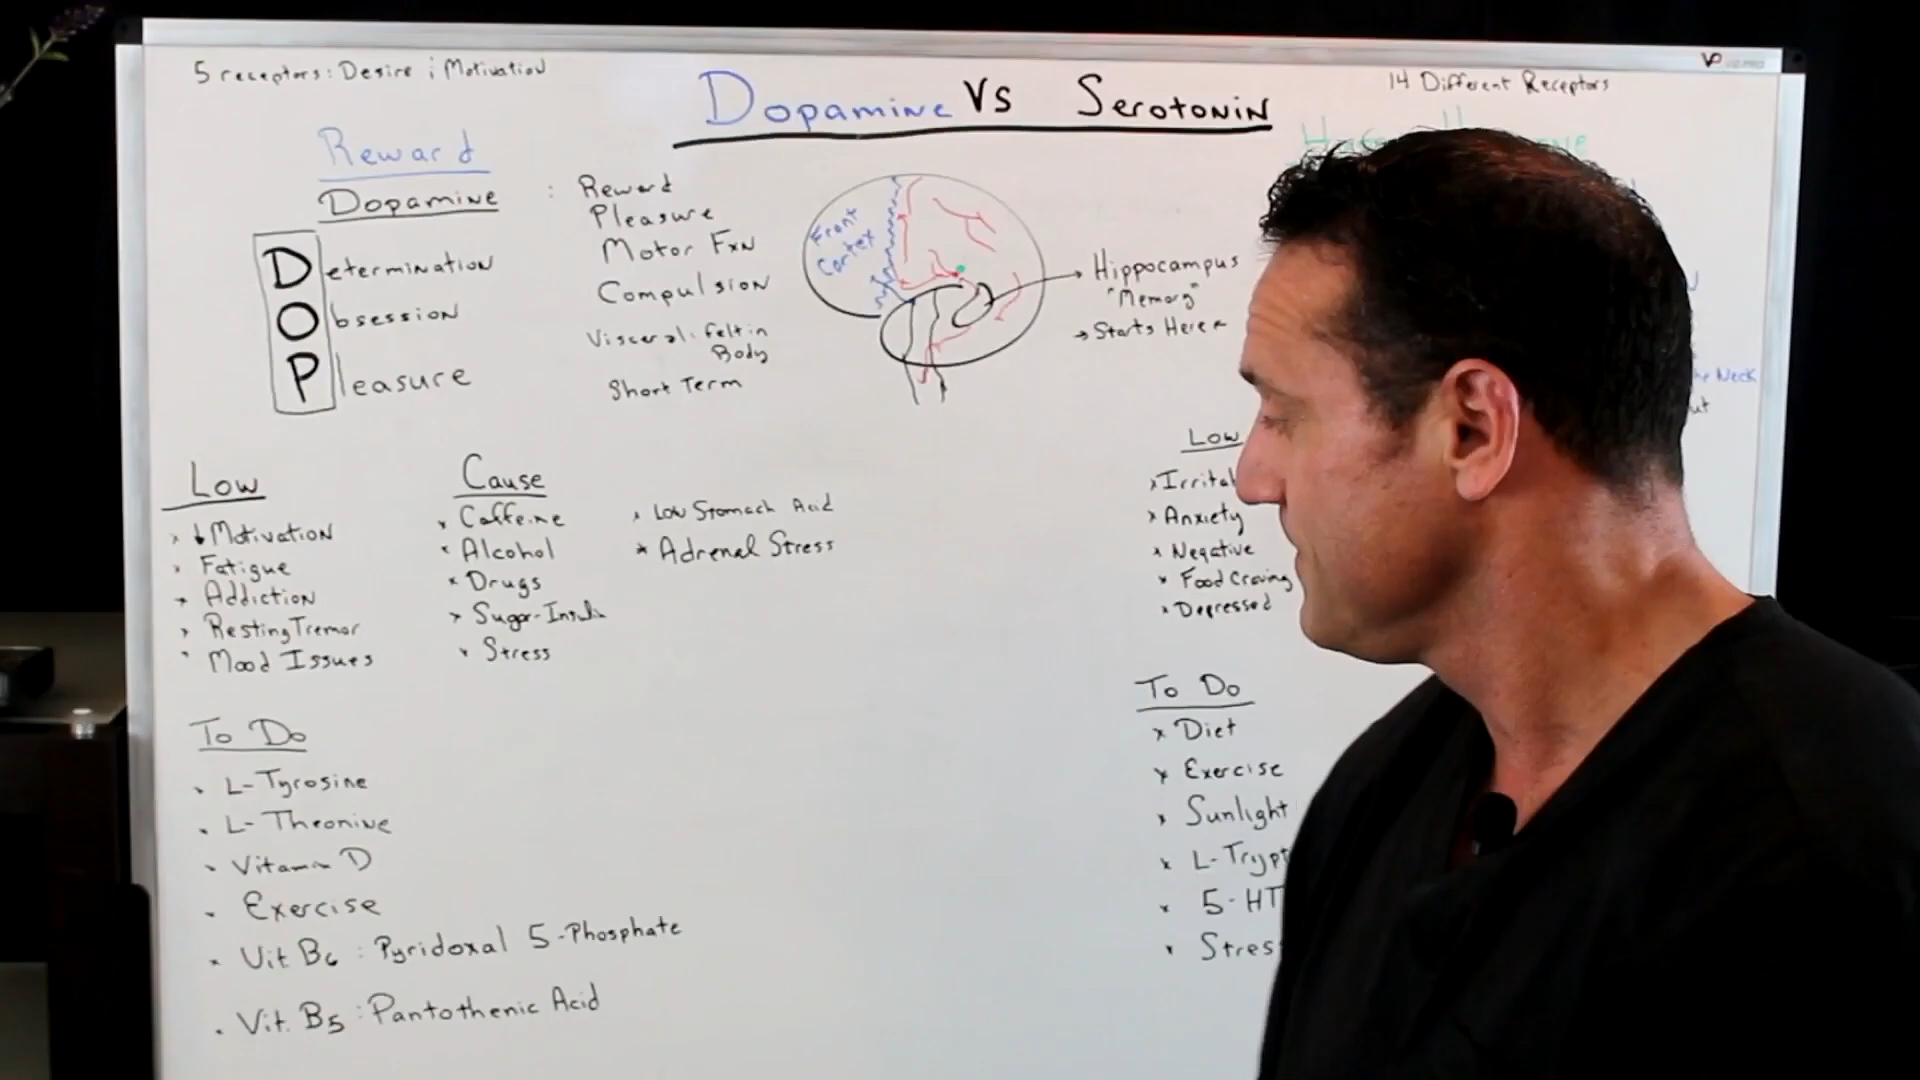 5 receptors: Desire ; Motivation
Dopamine VS Serotonin
14 Different Receptors
VIZ-PRO
Reward
Dopamine :
Determination
Obsession
Pleasure
Reward
Pleasure
Motor FxN
Compulsion
Visceral: felt in
Body
Short Term
Front
Cortex
Hippocampus
"Memory"
→ Starts Here
Neck
Low
↓ Motivation
Fatigue
Addiction
Resting Tremor
Mood Issues
Cause
Caffeine
Alcohol
Drugs
Sugar-Insulin
Stress
Low Stomach Acid
Adrenal Stress
To Do
L-Tyrosine
L-Theonine
Vitamin D
Exercise
Vit B6 : Pyridoxal 5-Phosphate
Vit. B5 : Pantothenic Acid
Low
Anxiety
Negative
Food Craving
Depressed
To Do
Diet
Exercise
Sunlight
L-Trypt
5-HT
Stress